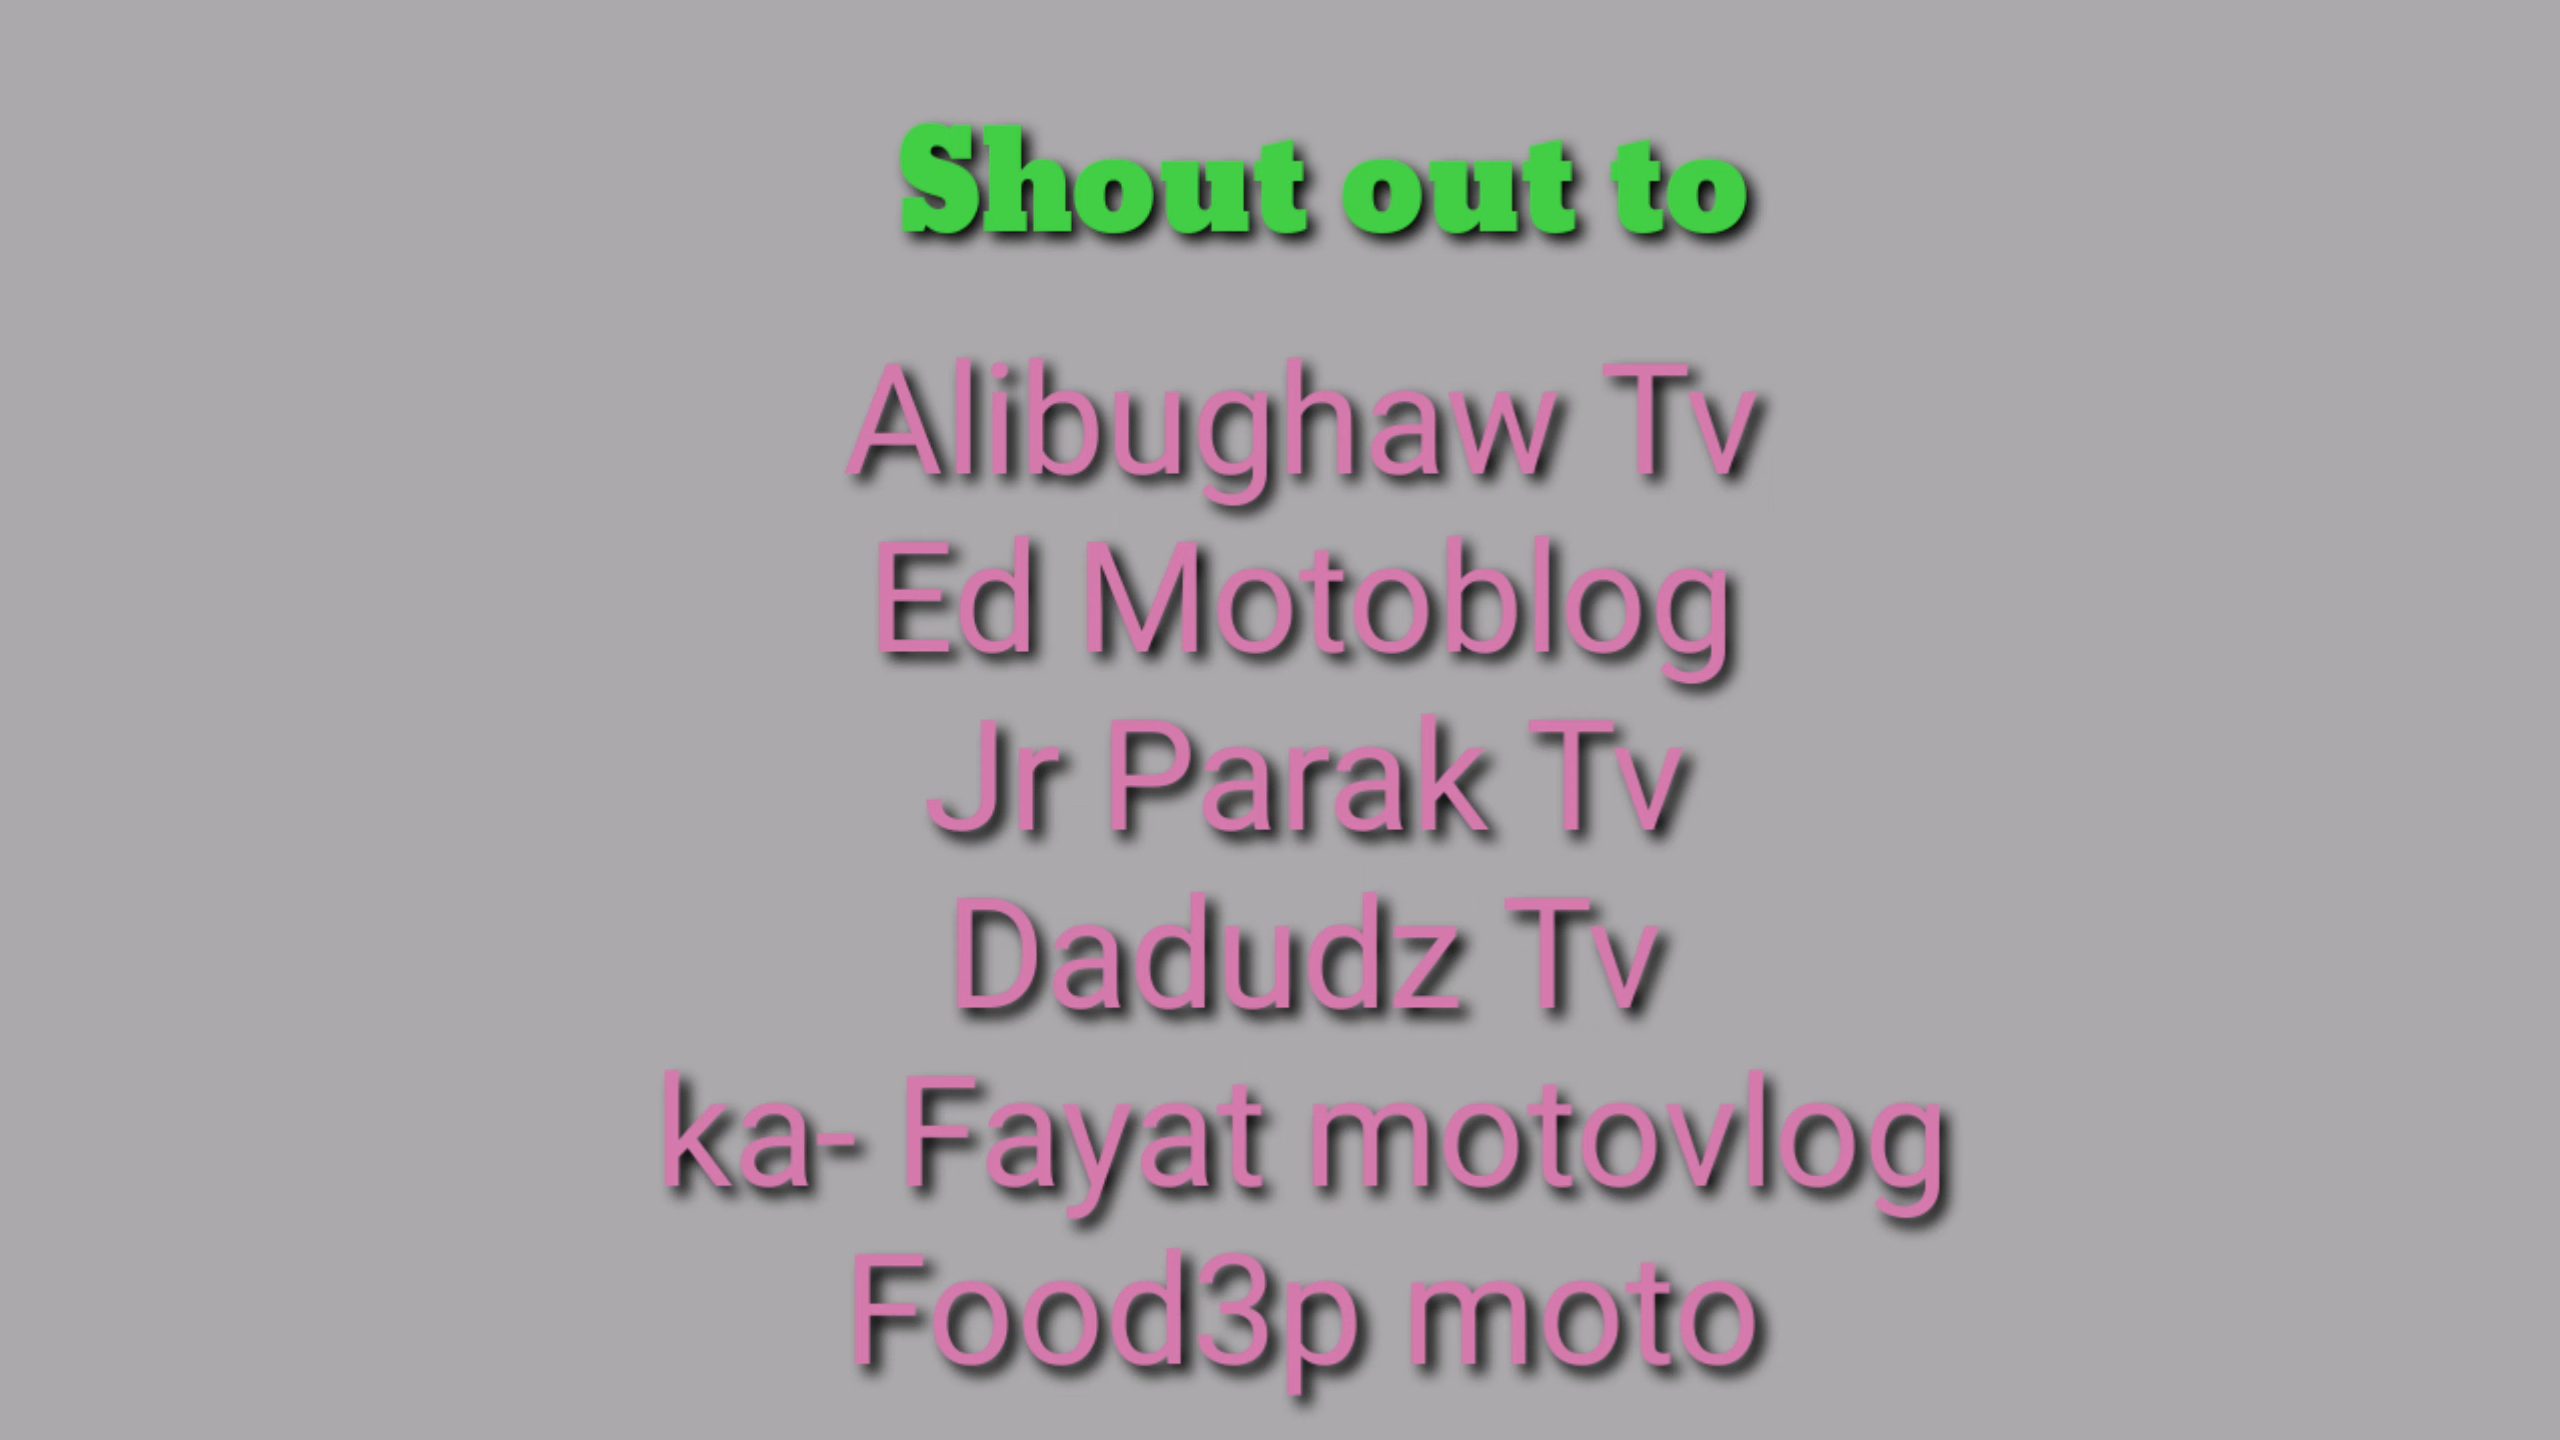 Shout out to
Alibughaw Tv
Ed Motoblog
Jr Parak Tv
Dadudz Tv
ka- Fayat motovlog
Food3p moto